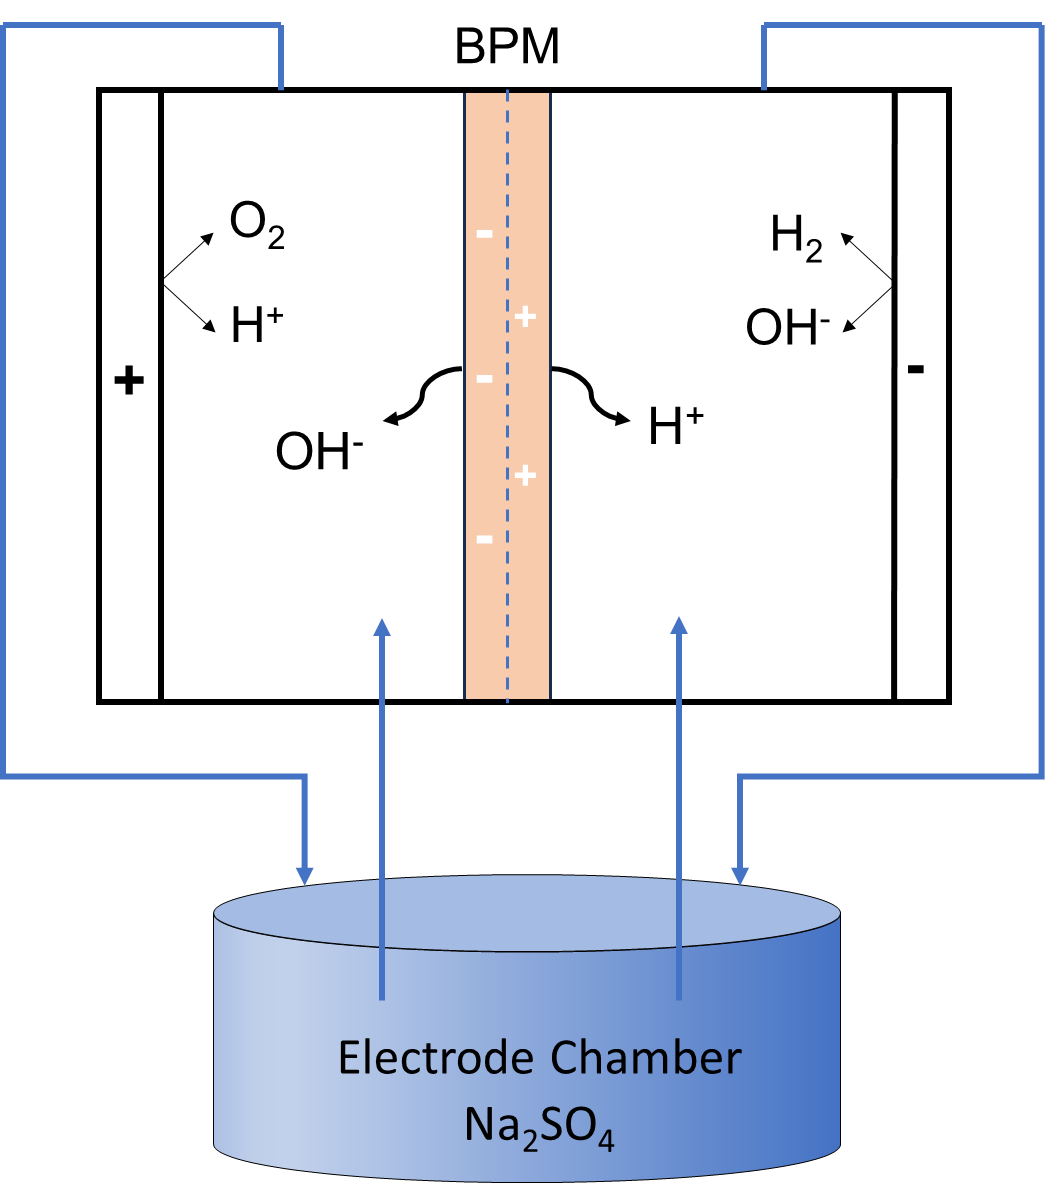 BPM
O₂
H⁺
+
OH⁻
-
-
-
+
+
H⁺
H₂
OH⁻
-
Electrode Chamber
Na₂SO₄